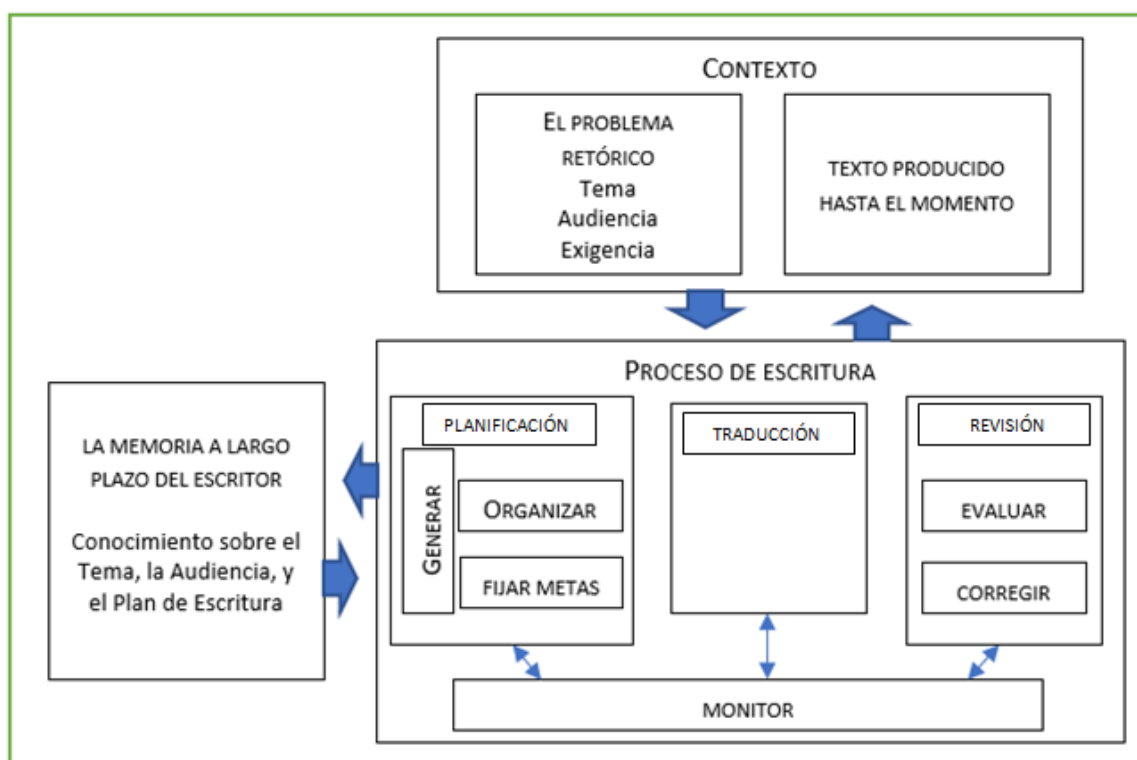 CONTEXTO
EL PROBLEMA
RETÓRICO
Tema
Audiencia
Exigencia
TEXTO PRODUCIDO
HASTA EL MOMENTO
LA MEMORIA A LARGO
PLAZO DEL ESCRITOR
Conocimiento sobre el
Tema, la Audiencia, y
el Plan de Escritura
PROCESO DE ESCRITURA
PLANIFICACIÓN
GENERAR
ORGANIZAR
FIJAR METAS
TRADUCCIÓN
REVISIÓN
EVALUAR
CORREGIR
MONITOR